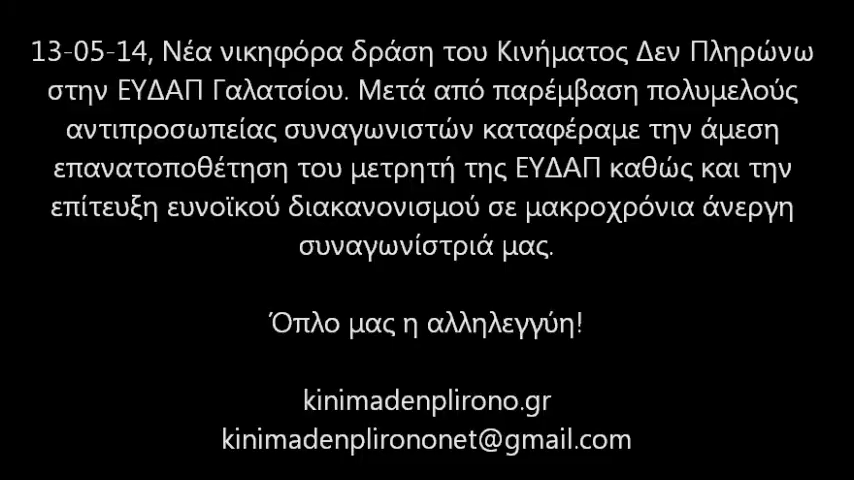 13-05-14, Νέα νικηφόρα δράση του Κινήματος Δεν Πληρώνω
στην ΕΥΔΑΠ Γαλατσίου. Μετά από παρέμβαση πολυμελούς
αντιπροσωπείας συναγωνιστών καταφέραμε την άμεση
επανατοποθέτηση του μετρητή της ΕΥΔΑΠ καθώς και την
επίτευξη ευνοϊκού διακανονισμού σε μακροχρόνια άνεργη
συναγωνίστριά μας.
Όπλο μας η αλληλεγγύη!
kinimadenplirono.gr
kinimadenplirononet@gmail.com